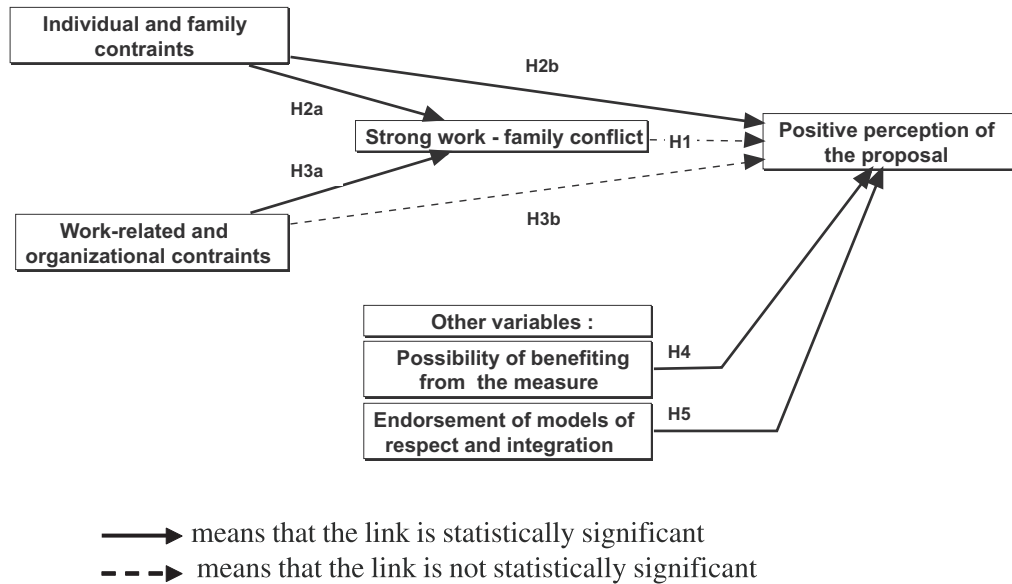 Individual and family
contraints
H2b
H2a
Strong work - family conflict
H1
Positive perception of
the proposal
H3a
H3b
Work-related and
organizational contraints
Other variables :
Possibility of benefiting
from the measure
H4
Endorsement of models of
respect and integration
H5
means that the link is statistically significant
means that the link is not statistically significant